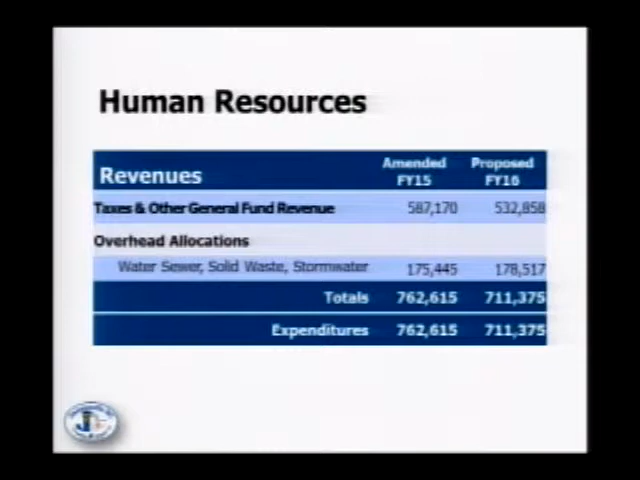 Human Resources
Revenues Amended FY15 Proposed FY16
Taxes & Other General Fund Revenue 587,170 532,858
Overhead Allocations
Water Sewer, Solid Waste, Stormwater 175,445 178,517
Totals 762,615 711,375
Expenditures 762,615 711,375